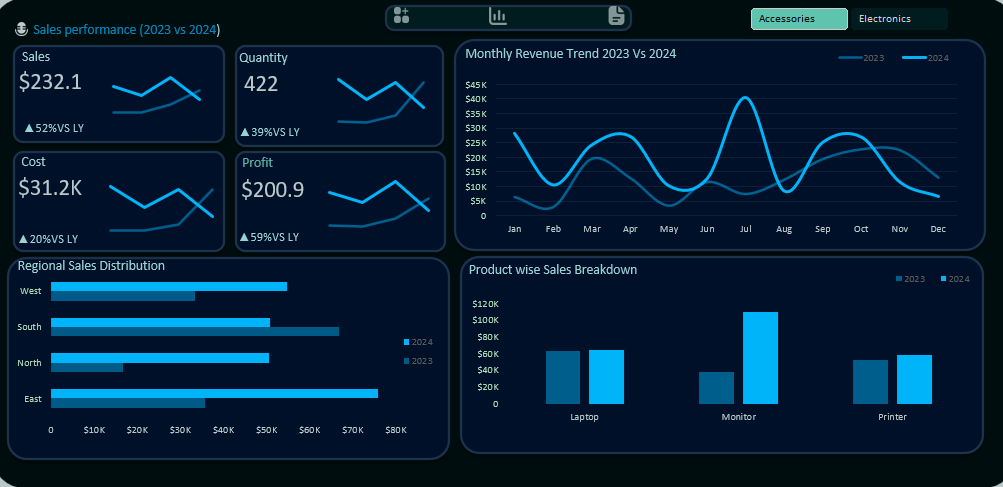 Sales performance (2023 vs 2024)
Accessories
Electronics
Sales
$232.1
▲52%VS LY
Quantity
422
▲39%VS LY
Cost
$31.2K
▲20%VS LY
Profit
$200.9
▲59%VS LY
Monthly Revenue Trend 2023 Vs 2024
2023 2024
$45K
$40K
$35K
$30K
$25K
$20K
$15K
$10K
$5K
0
Jan Feb Mar Apr May Jun Jul Aug Sep Oct Nov Dec
Regional Sales Distribution
West
South
North
East
2024
2023
0 $10K $20K $30K $40K $50K $60K $70K $80K
Product wise Sales Breakdown
2023 2024
$120K
$100K
$80K
$60K
$40K
$20K
0
Laptop Monitor Printer